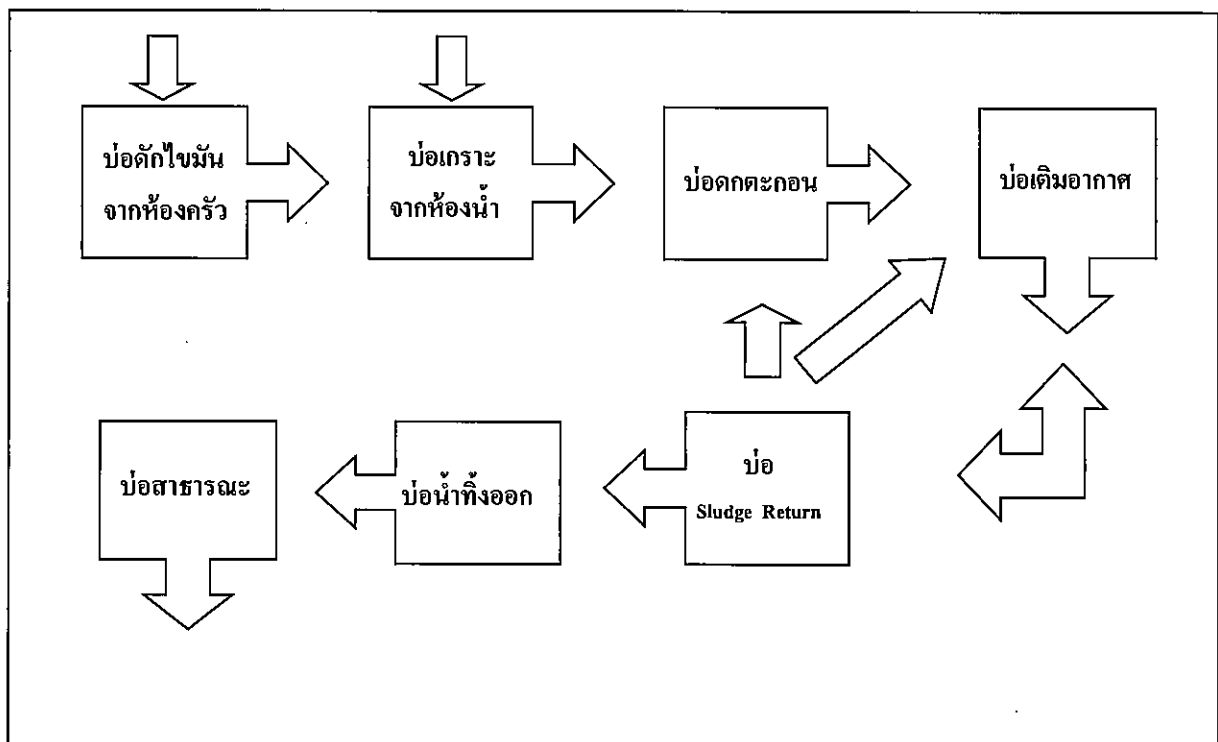 บ่อดักไขมัน
จากห้องครัว
บ่อเกราะ
จากห้องน้ำ
บ่อดกตะกอน
บ่อเติมอากาศ
บ่อสาธารณะ
บ่อน้ำทิ้งออก
บ่อ
Sludge Return